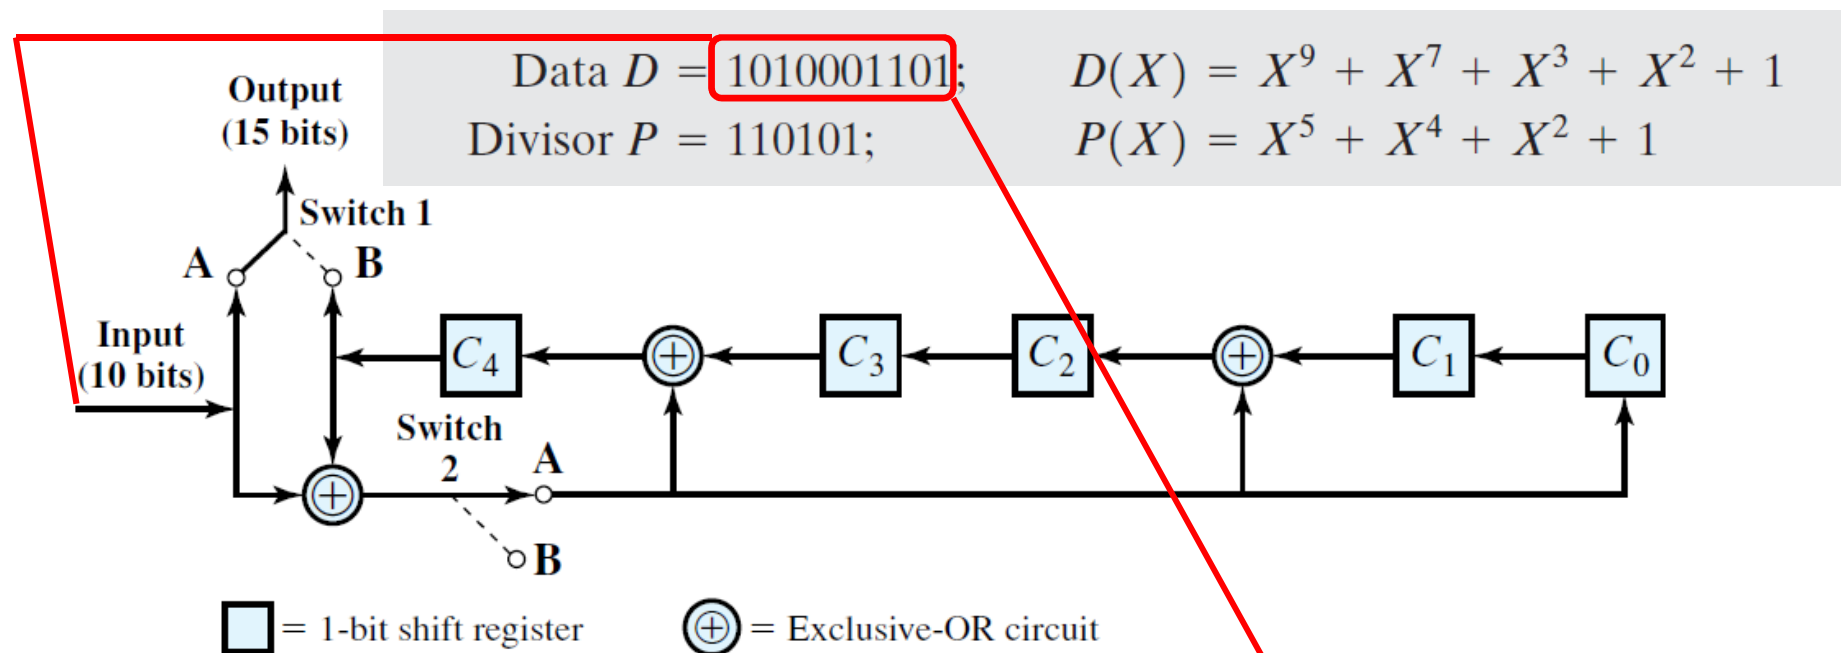 Data D = 1010001101; D(X) = X⁹ + X⁷ + X³ + X² + 1
Divisor P = 110101; P(X) = X⁵ + X⁴ + X² + 1
Output
(15 bits)
Switch 1
A
B
Input
(10 bits)
C₄
C₃
C₂
C₁
C₀
Switch
2
A
B
= 1-bit shift register
= Exclusive-OR circuit